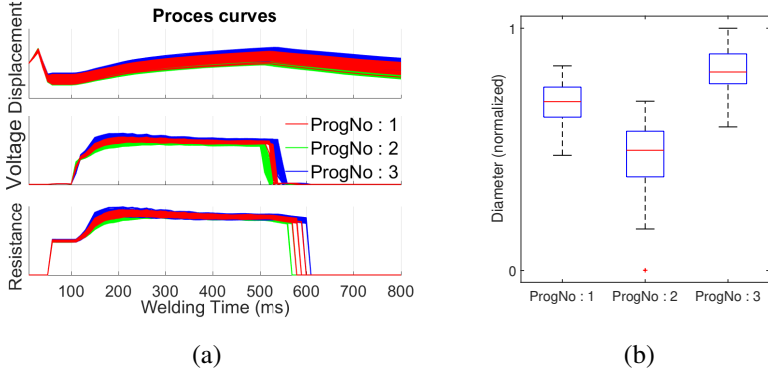 Proces curves
Displacement
Voltage
ProgNo : 1
ProgNo : 2
ProgNo : 3
Resistance
100 200 300 400 500 600 700 800
Welding Time (ms)
(a)
1
0
Diameter (normalized)
ProgNo : 1 ProgNo : 2 ProgNo : 3
(b)